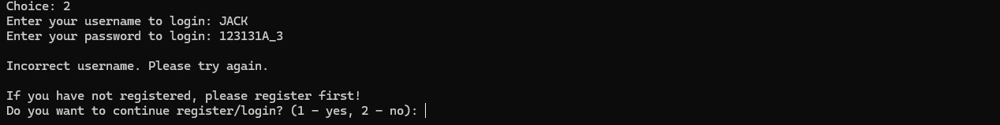 Choice: 2
Enter your username to login: JACK
Enter your password to login: 123131A_3
Incorrect username. Please try again.
If you have not registered, please register first!
Do you want to continue register/login? (1 - yes, 2 - no):